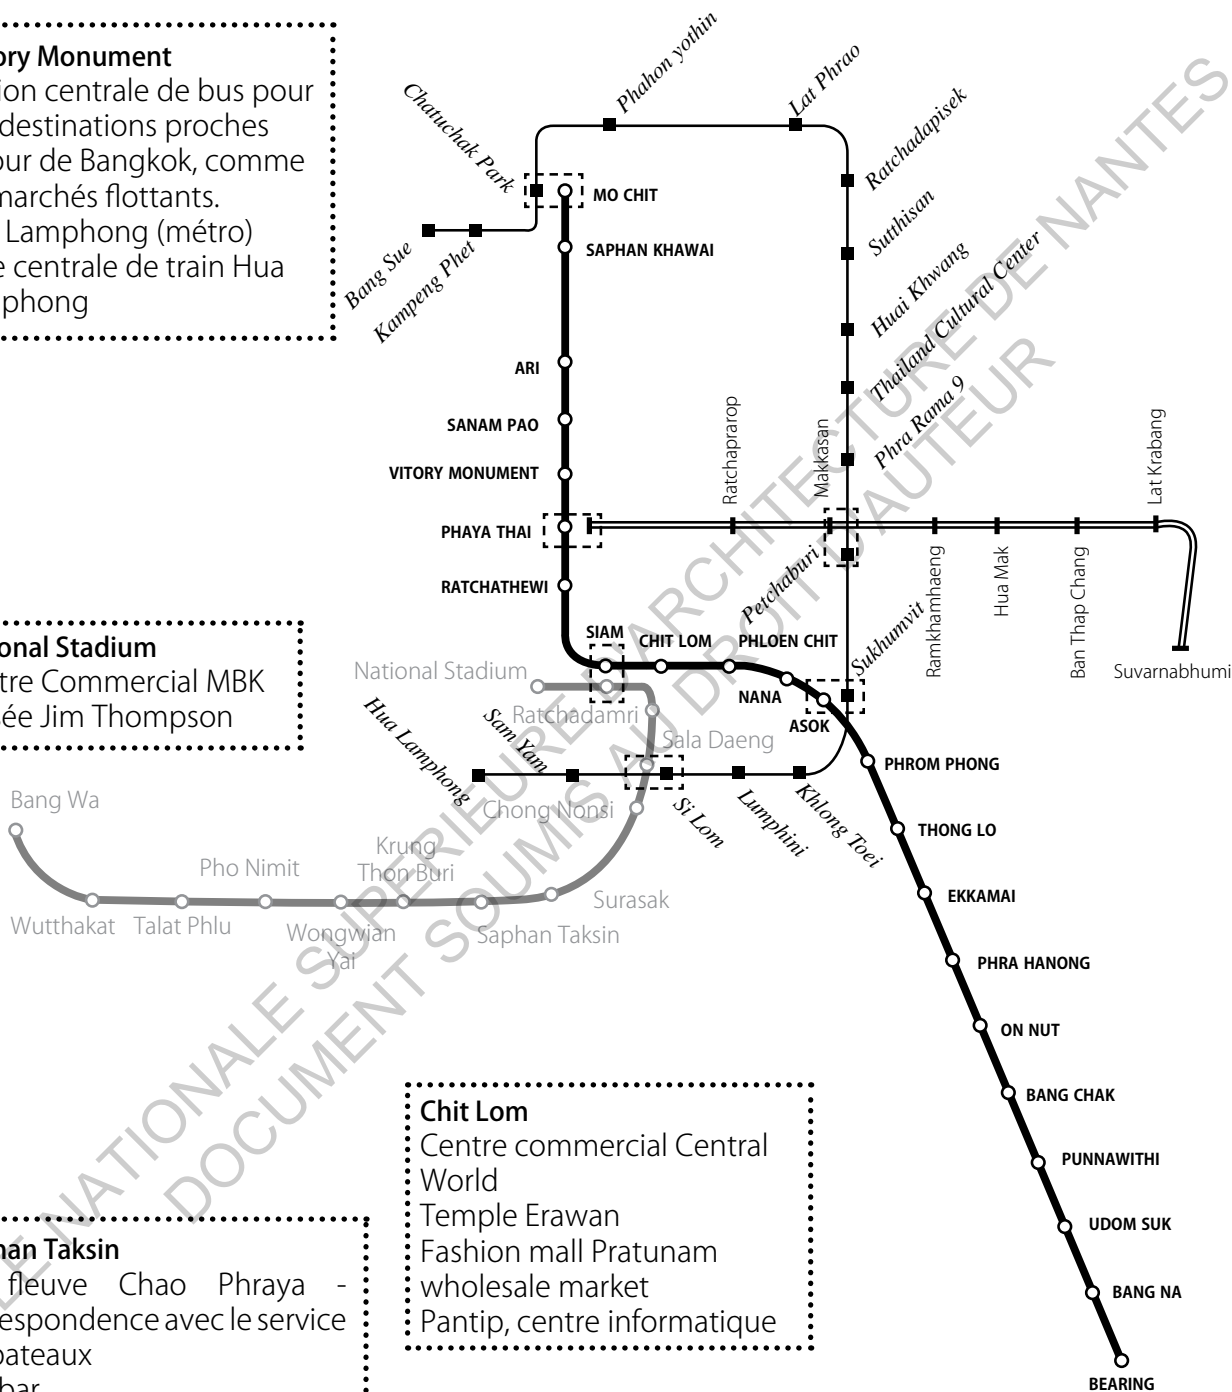 ory Monument
ion centrale de bus pour
destinations proches
our de Bangkok, comme
marchés flottants.
Lamphong (métro)
e centrale de train Hua
phong
Phahon yothin
Lat Phrao
Chatuchak Park
Ratchadapisek
MO CHIT
Sutthisan
SAPHAN KHAWAI
Bang Sue
Kampeng Phet
Huai Khwang
Thailand Cultural Center
ARI
Phra Rama 9
SANAM PAO
Ratchaprarop
Makkasan
Lat Krabang
VITORY MONUMENT
PHAYA THAI
Petchaburi
Ramkhamhaeng
Hua Mak
Ban Thap Chang
RATCHATHEWI
SIAM
CHIT LOM
PHLOEN CHIT
Sukhumvit
Suvarnabhumi
onal Stadium
tre Commercial MBK
sée Jim Thompson
National Stadium
NANA
Ratchadamri
ASOK
Hua Lamphong
Sam Yam
Sala Daeng
PHROM PHONG
Bang Wa
Chong Nonsi
Si Lom
Lumphini
Khlong Toei
THONG LO
Pho Nimit
Krung
Thon Buri
EKKAMAI
Surasak
Wutthakat
Talat Phlu
Wongwian
Yai
Saphan Taksin
PHRA HANONG
ON NUT
BANG CHAK
PUNNAWITHI
UDOM SUK
BANG NA
BEARING
Chit Lom
Centre commercial Central
World
Temple Erawan
Fashion mall Pratunam
wholesale market
Pantip, centre informatique
han Taksin
fleuve Chao Phraya -
espondence avec le service
bateaux
bar
LE NATIONALE SUPERIEURE D'ARCHITECTURE DE NANTES
DOCUMENT SOUMIS AU DROIT D'AUTEUR